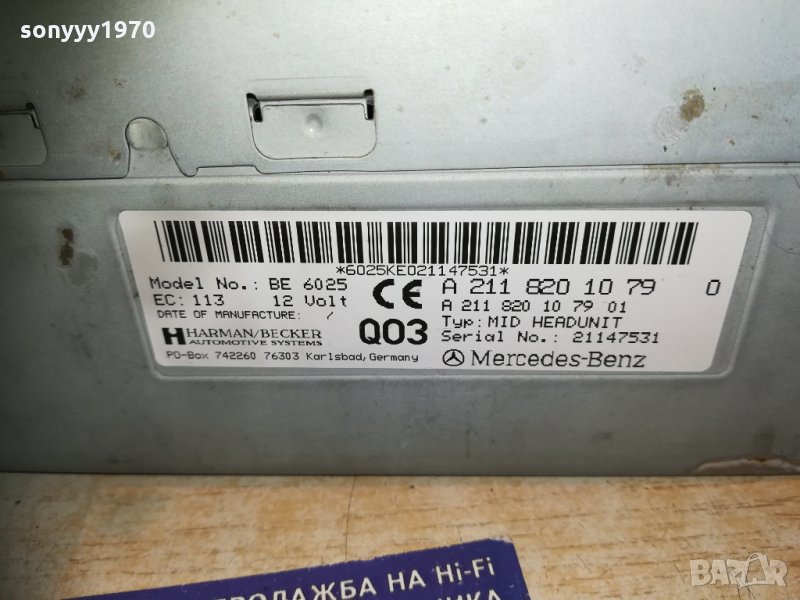 sonyyy1970
*6025KE021147531*
Model No.: BE 6025
EC: 113 12 Volt
DATE OF MANUFACTURE: /
HARMAN/BECKER
AUTOMOTIVE SYSTEMS
PO-Box 742260 76303 Karlsbad, Germany
CE
Q03
A 211 820 10 79 0
A 211 820 10 79 01
Typ: MID HEADUNIT
Serial No.: 21147531
Mercedes-Benz
НА Hi-Fi
BAZAR.bg